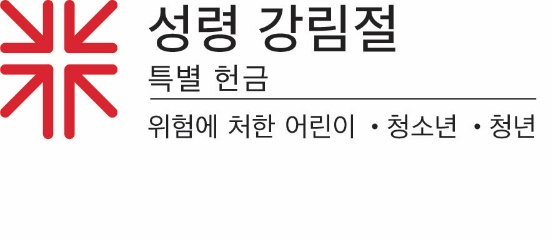 성령 강림절
특별 헌금
위험에 처한 어린이 • 청소년 • 청년